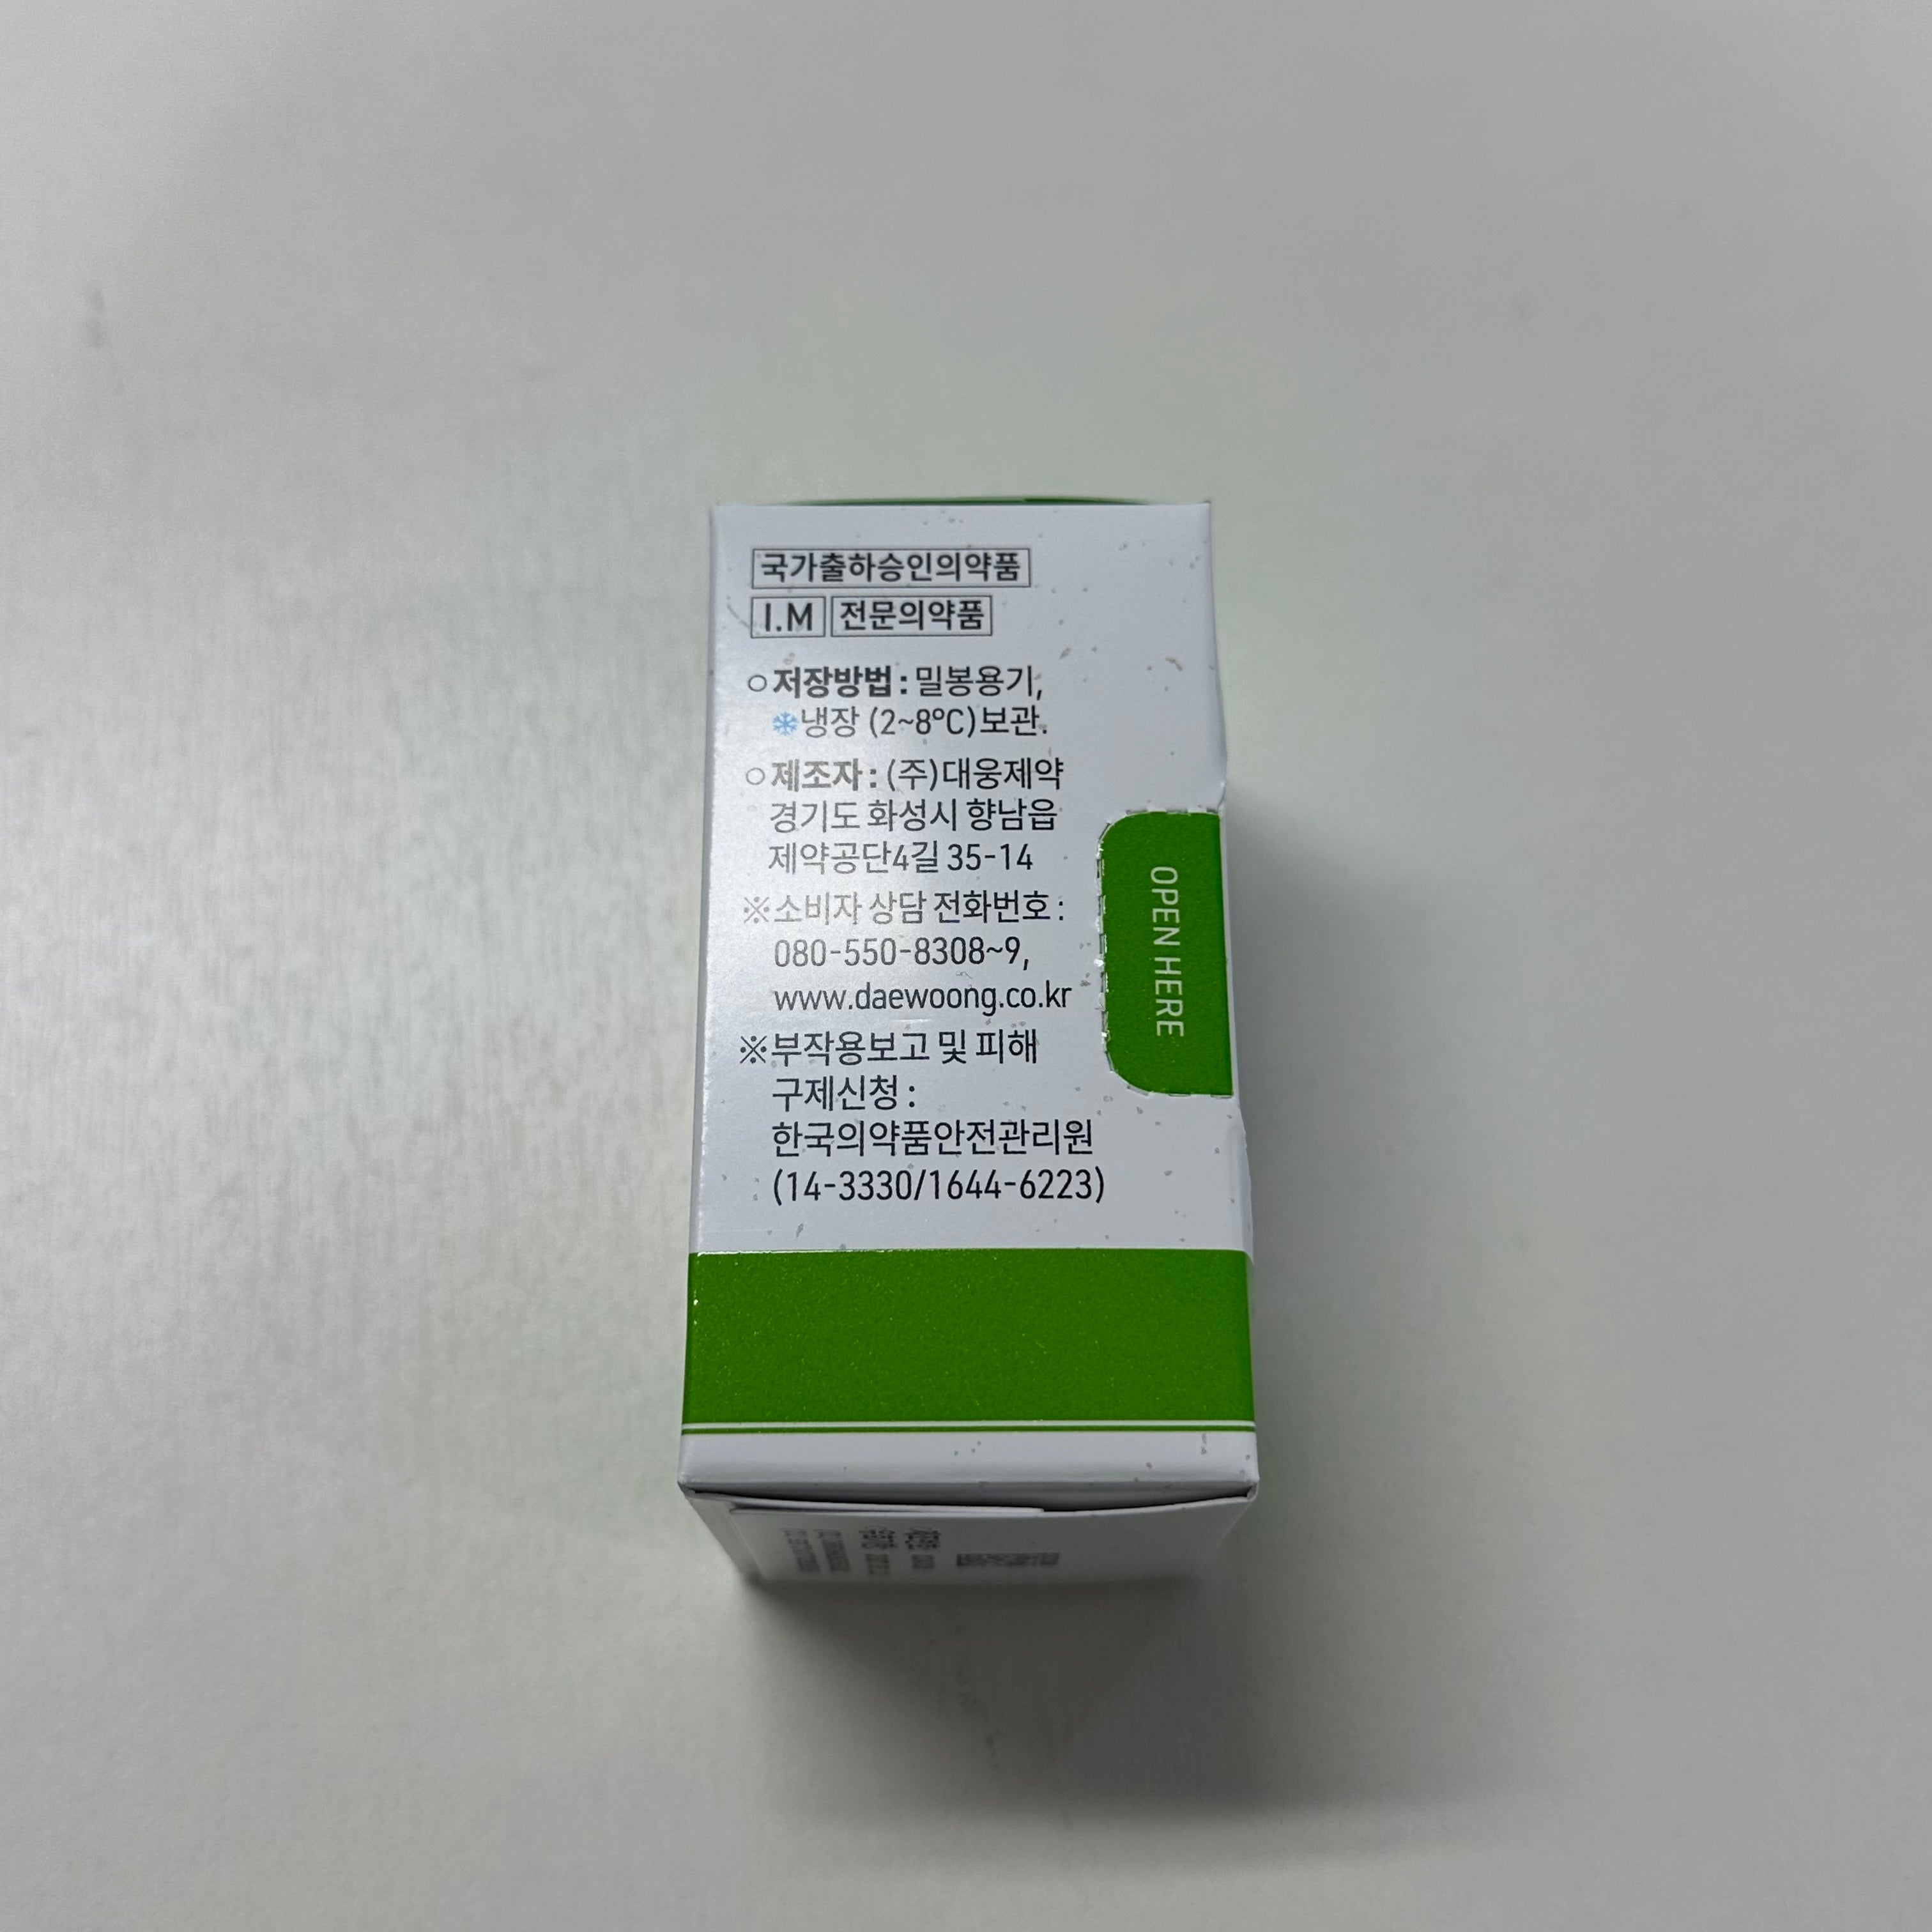 국가출하승인의약품
I.M 전문의약품
○저장방법 : 밀봉용기,
냉장 (2~8℃)보관.
○제조자 : (주)대웅제약
경기도 화성시 향남읍
제약공단4길 35-14
※소비자 상담 전화번호 :
080-550-8308~9,
www.daewoong.co.kr
※부작용보고 및 피해
구제신청 :
한국의약품안전관리원
(14-3330/1644-6223)
OPEN HERE